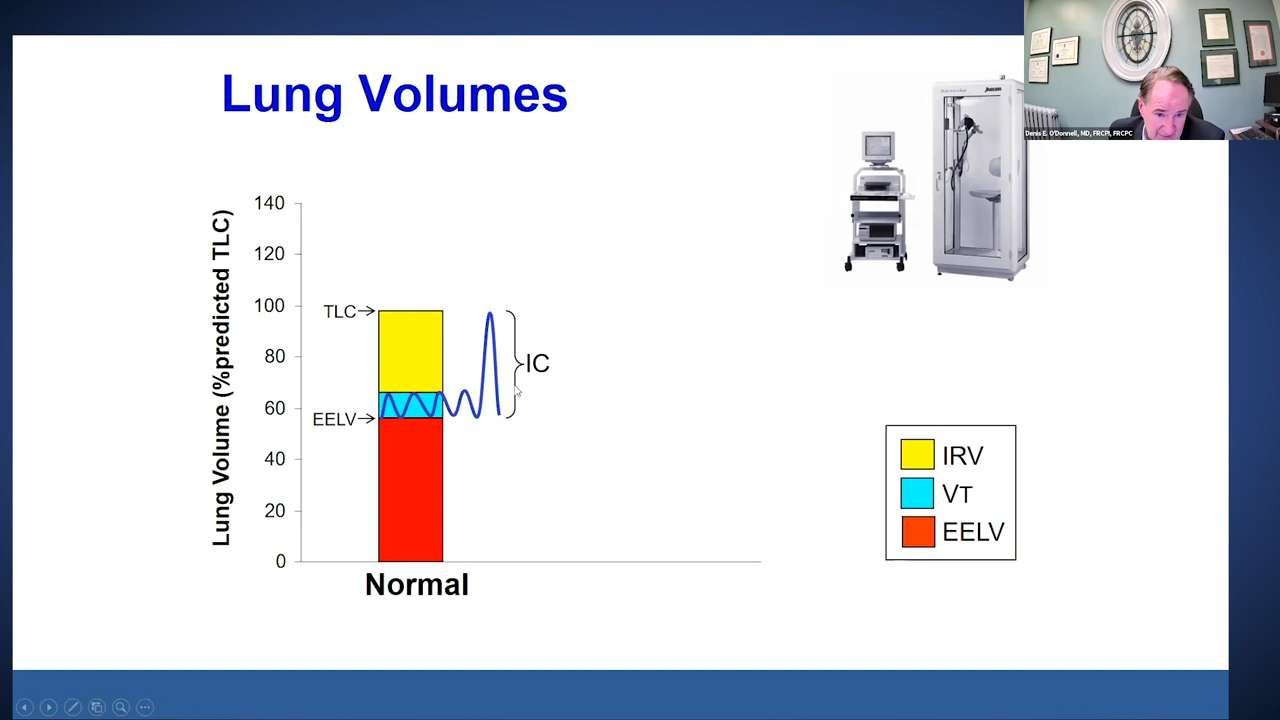 Lung Volumes
Denis E. O'Donnell, MD, FRCPI, FRCPC
Lung Volume (%predicted TLC)
140
120
100
80
60
40
20
0
TLC
EELV
IC
Normal
IRV
VT
EELV